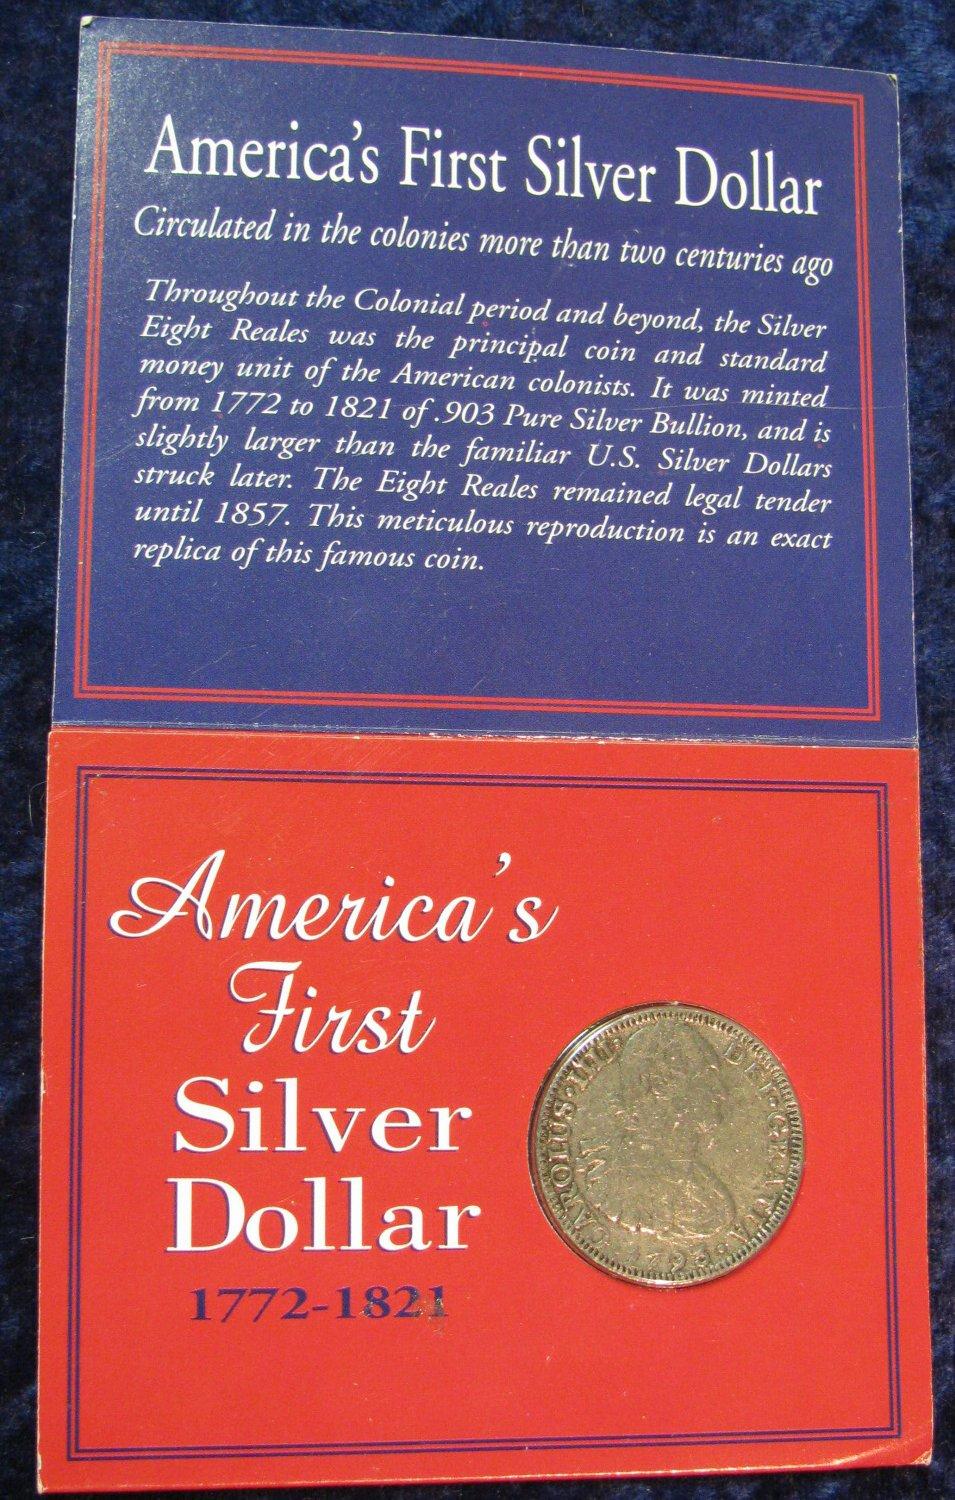 America's First Silver Dollar
Circulated in the colonies more than two centuries ago
Throughout the Colonial period and beyond, the Silver
Eight Reales was the principal coin and standard
money unit of the American colonists. It was minted
from 1772 to 1821 of .903 Pure Silver Bullion, and is
slightly larger than the familiar U.S. Silver Dollars
struck later. The Eight Reales remained legal tender
until 1857. This meticulous reproduction is an exact
replica of this famous coin.
America's
First
Silver
Dollar
1772-1821
CAROLUS·IIII· DEI·GRATIA·